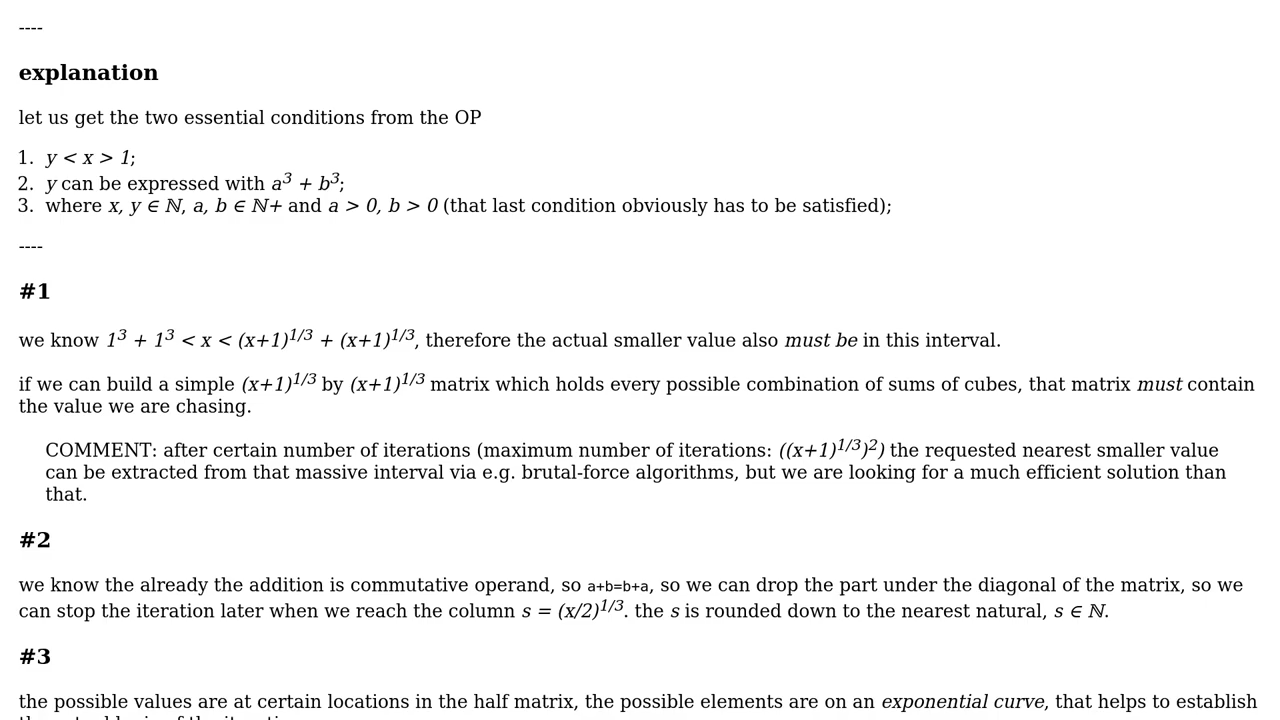 ----
explanation
let us get the two essential conditions from the OP
1. y < x > 1;
2. y can be expressed with a³ + b³;
3. where x, y ∈ ℕ, a, b ∈ ℕ+ and a > 0, b > 0 (that last condition obviously has to be satisfied);
----
#1
we know 1³ + 1³ < x < (x+1)^1/3 + (x+1)^1/3, therefore the actual smaller value also must be in this interval.
if we can build a simple (x+1)^1/3 by (x+1)^1/3 matrix which holds every possible combination of sums of cubes, that matrix must contain
the value we are chasing.
COMMENT: after certain number of iterations (maximum number of iterations: ((x+1)^1/3)²) the requested nearest smaller value
can be extracted from that massive interval via e.g. brutal-force algorithms, but we are looking for a much efficient solution than
that.
#2
we know the already the addition is commutative operand, so a+b=b+a, so we can drop the part under the diagonal of the matrix, so we
can stop the iteration later when we reach the column s = (x/2)^1/3. the s is rounded down to the nearest natural, s ∈ ℕ.
#3
the possible values are at certain locations in the half matrix, the possible elements are on an exponential curve, that helps to establish